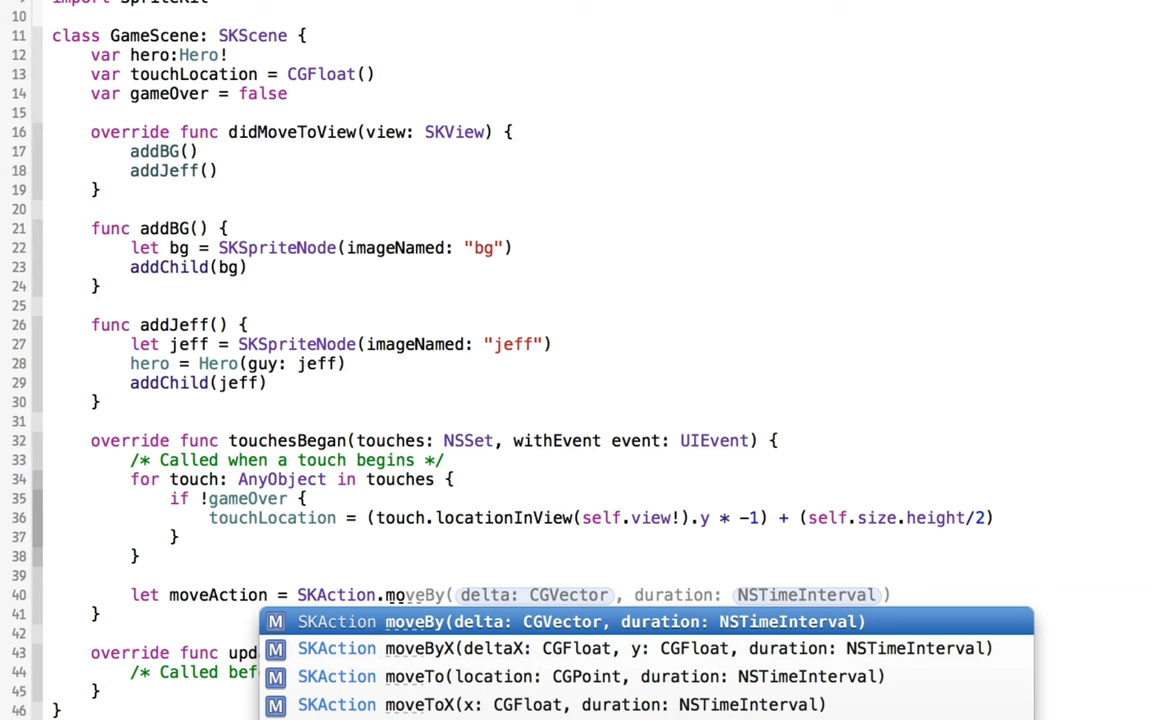 import SpriteKit
10
11 class GameScene: SKScene {
12 var hero:Hero!
13 var touchLocation = CGFloat()
14 var gameOver = false
15
16 override func didMoveToView(view: SKView) {
17 addBG()
18 addJeff()
19 }
20
21 func addBG() {
22 let bg = SKSpriteNode(imageNamed: "bg")
23 addChild(bg)
24 }
25
26 func addJeff() {
27 let jeff = SKSpriteNode(imageNamed: "jeff")
28 hero = Hero(guy: jeff)
29 addChild(jeff)
30 }
31
32 override func touchesBegan(touches: NSSet, withEvent event: UIEvent) {
33 /* Called when a touch begins */
34 for touch: AnyObject in touches {
35 if !gameOver {
36 touchLocation = (touch.locationInView(self.view!).y * -1) + (self.size.height/2)
37 }
38 }
39
40 let moveAction = SKAction.moveBy(delta: CGVector, duration: NSTimeInterval)
41 }
M SKAction moveBy(delta: CGVector, duration: NSTimeInterval)
42
M SKAction moveByX(deltaX: CGFloat, y: CGFloat, duration: NSTimeInterval)
43 override func upd
44 /* Called bef
M SKAction moveTo(location: CGPoint, duration: NSTimeInterval)
45 }
M SKAction moveToX(x: CGFloat, duration: NSTimeInterval)
46 }